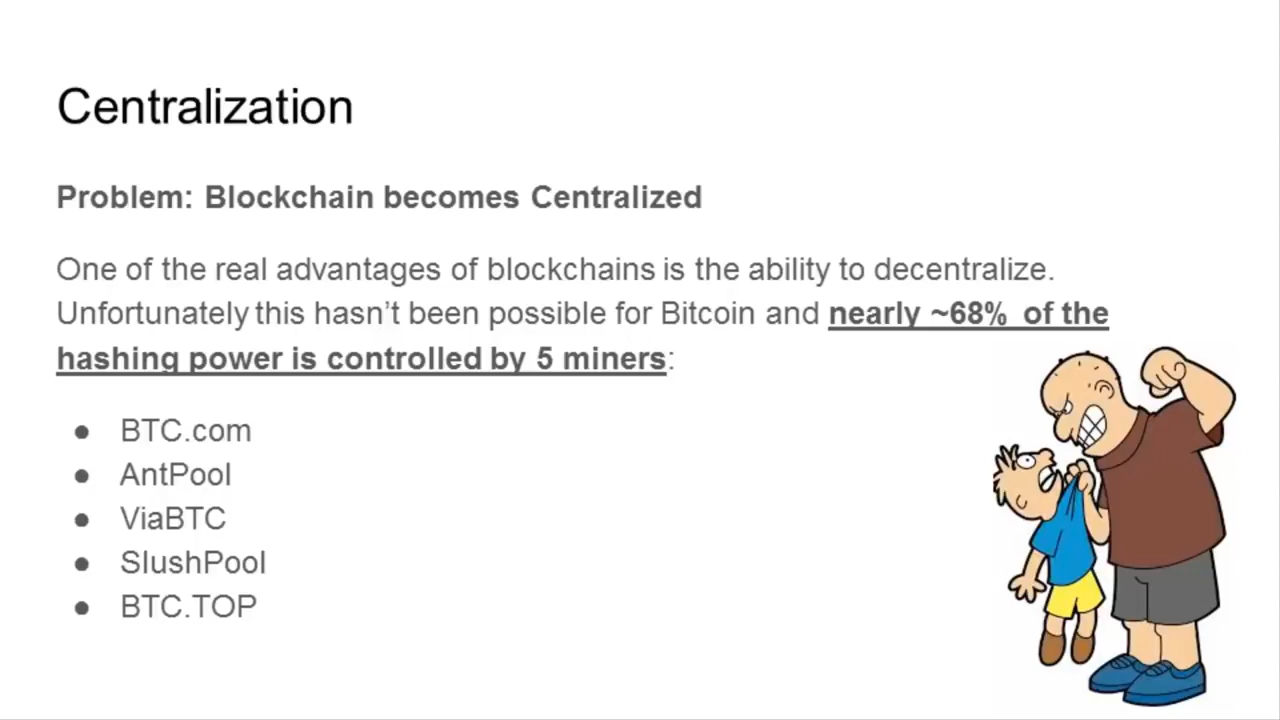 Centralization
Problem: Blockchain becomes Centralized
One of the real advantages of blockchains is the ability to decentralize.
Unfortunately this hasn’t been possible for Bitcoin and nearly ~68% of the
hashing power is controlled by 5 miners:
● BTC.com
● AntPool
● ViaBTC
● SlushPool
● BTC.TOP